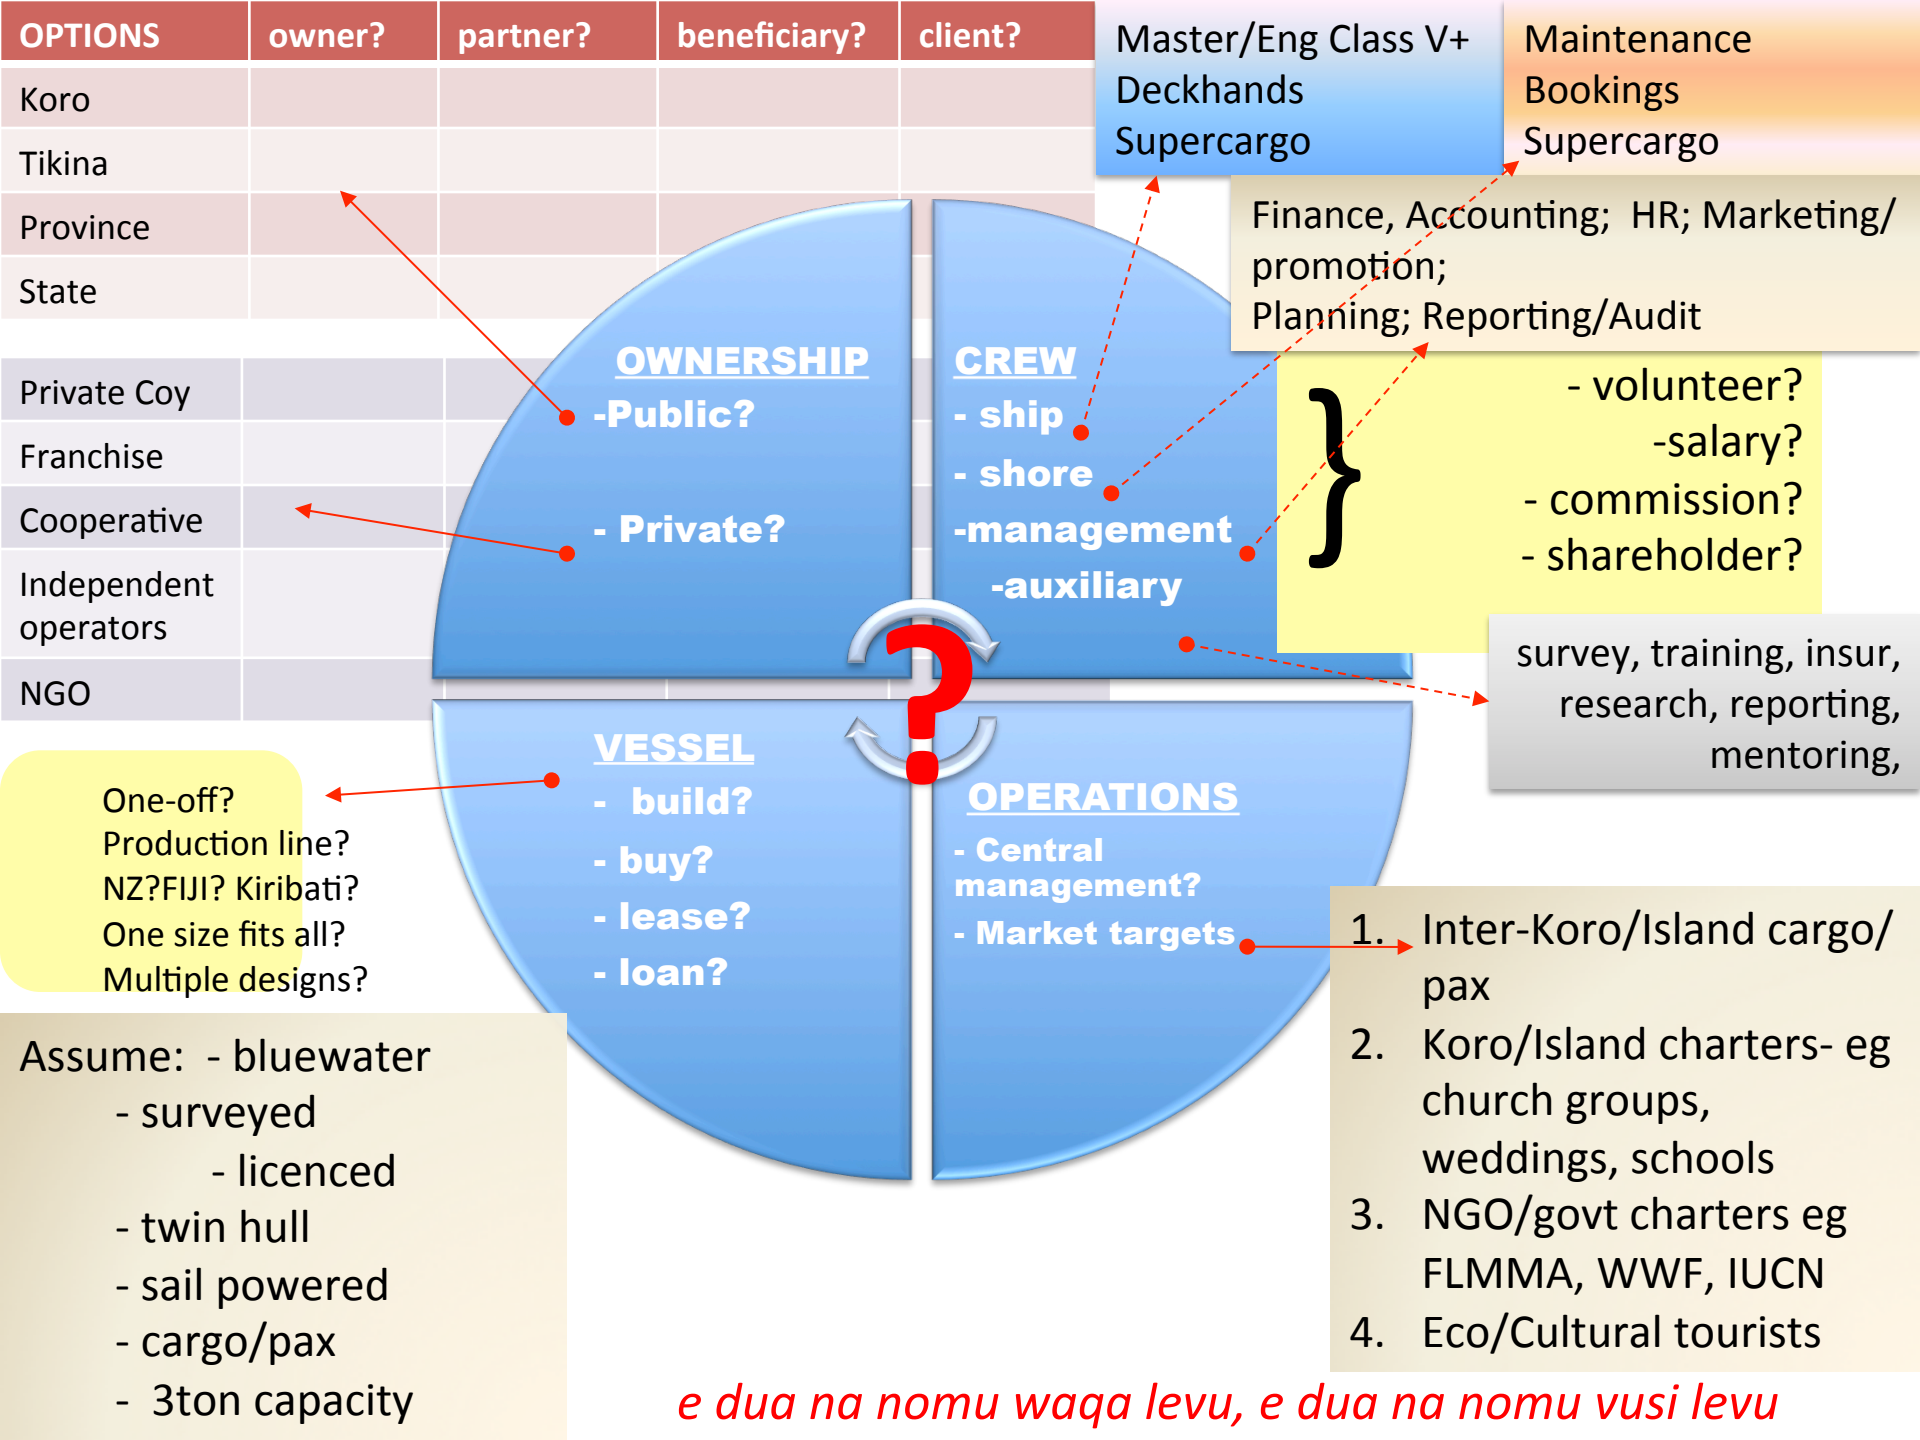 OPTIONS owner? partner? beneficiary? client?
Koro
Tikina
Province
State
Private Coy
Franchise
Cooperative
Independent
operators
NGO
Master/Eng Class V+
Deckhands
Supercargo
Maintenance
Bookings
Supercargo
Finance, Accounting;  HR; Marketing/
promotion;
Planning; Reporting/Audit
OWNERSHIP
-Public?
- Private?
CREW
- ship
- shore
-management
-auxiliary
}
- volunteer?
-salary?
- commission?
- shareholder?
survey, training, insur,
research, reporting,
mentoring,
?
VESSEL
-  build?
- buy?
- lease?
- loan?
OPERATIONS
- Central
management?
- Market targets
One-off?
Production line?
NZ?FIJI? Kiribati?
One size fits all?
Multiple designs?
Assume:  - bluewater
- surveyed
- licenced
- twin hull
- sail powered
- cargo/pax
-  3ton capacity
1. Inter-Koro/Island cargo/
pax
2. Koro/Island charters- eg
church groups,
weddings, schools
3. NGO/govt charters eg
FLMMA, WWF, IUCN
4. Eco/Cultural tourists
e dua na nomu waqa levu, e dua na nomu vusi levu